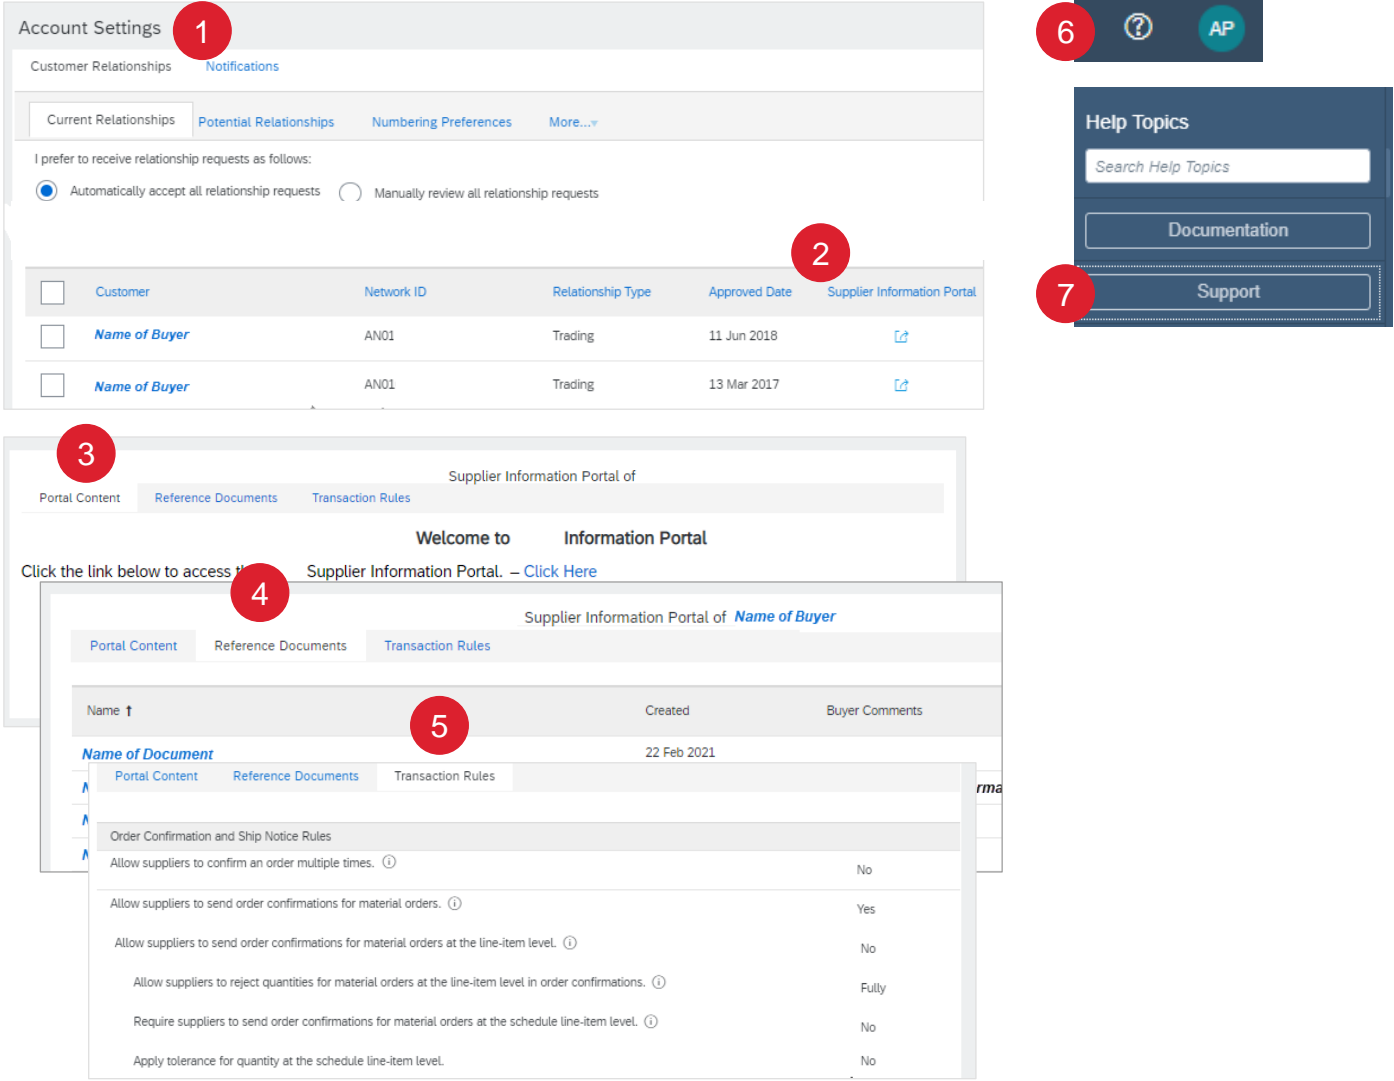 Account Settings
1
Customer Relationships Notifications
Current Relationships Potential Relationships Numbering Preferences More...
I prefer to receive relationship requests as follows:
Automatically accept all relationship requests Manually review all relationship requests
2
Customer Network ID Relationship Type Approved Date Supplier Information Portal
Name of Buyer AN01 Trading 11 Jun 2018
Name of Buyer AN01 Trading 13 Mar 2017
6 AP
Help Topics
Search Help Topics
Documentation
7 Support
3
Supplier Information Portal of
Portal Content Reference Documents Transaction Rules
Welcome to Information Portal
Click the link below to access Supplier Information Portal. – Click Here
4
Supplier Information Portal of Name of Buyer
Portal Content Reference Documents Transaction Rules
Name ↑ Created Buyer Comments
5
Name of Document 22 Feb 2021
Portal Content Reference Documents Transaction Rules
Order Confirmation and Ship Notice Rules
Allow suppliers to confirm an order multiple times. No
Allow suppliers to send order confirmations for material orders. Yes
Allow suppliers to send order confirmations for material orders at the line-item level. No
Allow suppliers to reject quantities for material orders at the line-item level in order confirmations. Fully
Require suppliers to send order confirmations for material orders at the schedule line-item level. No
Apply tolerance for quantity at the schedule line-item level. No